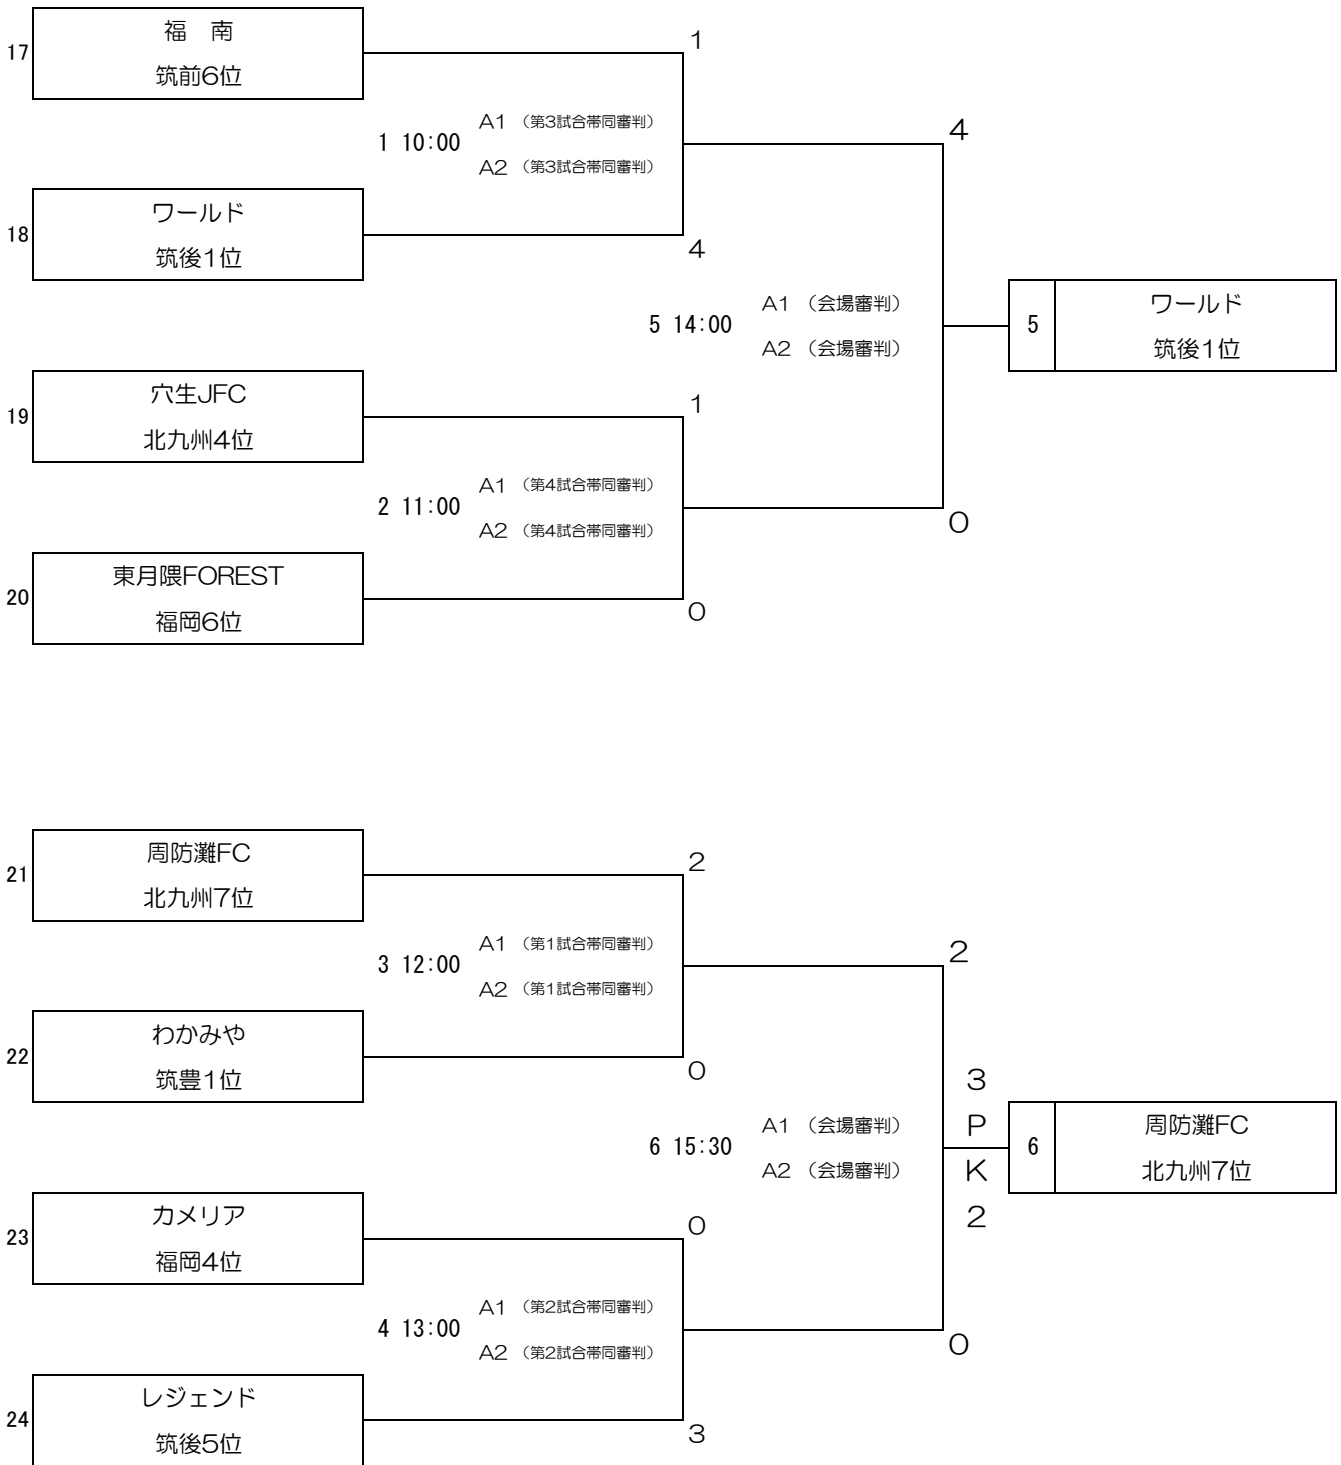 福　南
1
17
筑前6位
A1 （第3試合帯同審判）
4
1 10:00
A2 （第3試合帯同審判）
ワールド
18
4
筑後1位
A1 （会場審判）
ワールド
5 14:00
5
A2 （会場審判）
筑後1位
穴生JFC
1
19
北九州4位
A1 （第4試合帯同審判）
2 11:00
A2 （第4試合帯同審判）
0
東月隈FOREST
20
0
福岡6位
周防灘FC
2
21
北九州7位
A1 （第1試合帯同審判）
2
3 12:00
A2 （第1試合帯同審判）
わかみや
22
0
筑豊1位
3
A1 （会場審判）
P
周防灘FC
6 15:30
6
A2 （会場審判）
K
北九州7位
2
カメリア
0
23
福岡4位
A1 （第2試合帯同審判）
4 13:00
A2 （第2試合帯同審判）
0
レジェンド
24
3
筑後5位